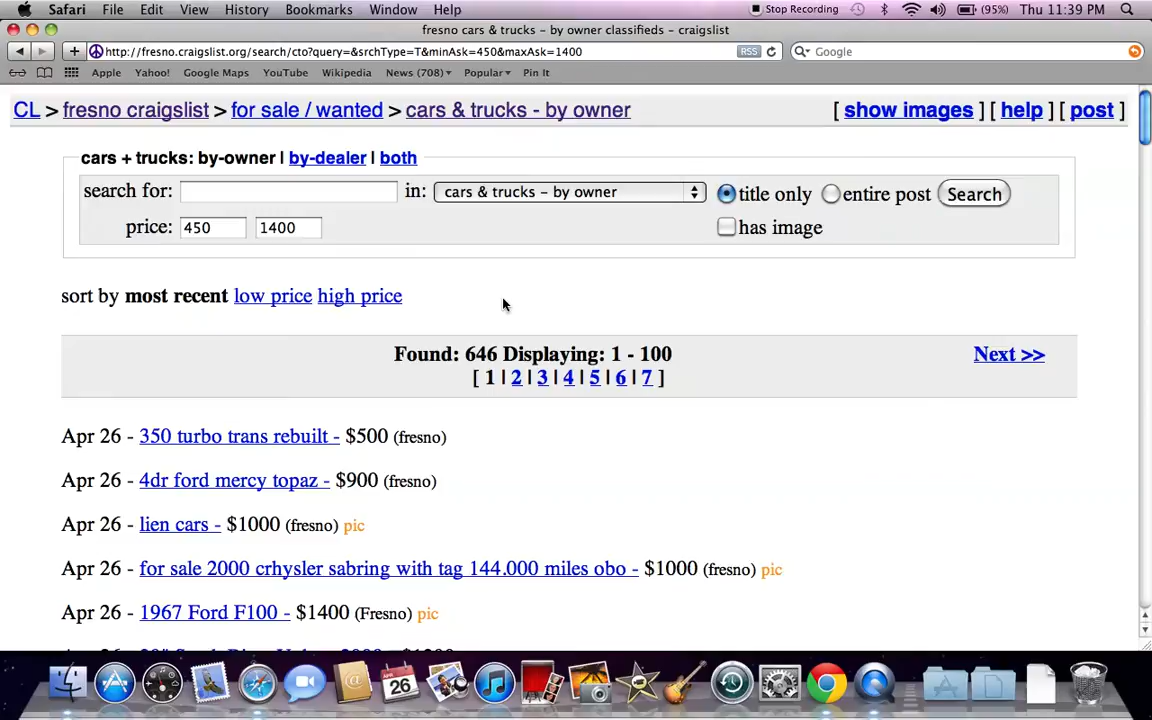 Safari File Edit View History Bookmarks Window Help Stop Recording (95%) Thu 11:39 PM
fresno cars & trucks - by owner classifieds - craigslist
http://fresno.craigslist.org/search/cto?query=&srchType=T&minAsk=450&maxAsk=1400 RSS Google
Apple Yahoo! Google Maps YouTube Wikipedia News (708) Popular Pin It
CL > fresno craigslist > for sale / wanted > cars & trucks - by owner [ show images ] [ help ] [ post ]
cars + trucks: by-owner | by-dealer | both
search for: in: cars & trucks - by owner title only entire post Search
price: 450 1400 has image
sort by most recent low price high price
Found: 646 Displaying: 1 - 100 Next >>
[ 1 | 2 | 3 | 4 | 5 | 6 | 7 ]
Apr 26 - 350 turbo trans rebuilt - $500 (fresno)
Apr 26 - 4dr ford mercy topaz - $900 (fresno)
Apr 26 - lien cars - $1000 (fresno) pic
Apr 26 - for sale 2000 crhysler sabring with tag 144.000 miles obo - $1000 (fresno) pic
Apr 26 - 1967 Ford F100 - $1400 (Fresno) pic
26